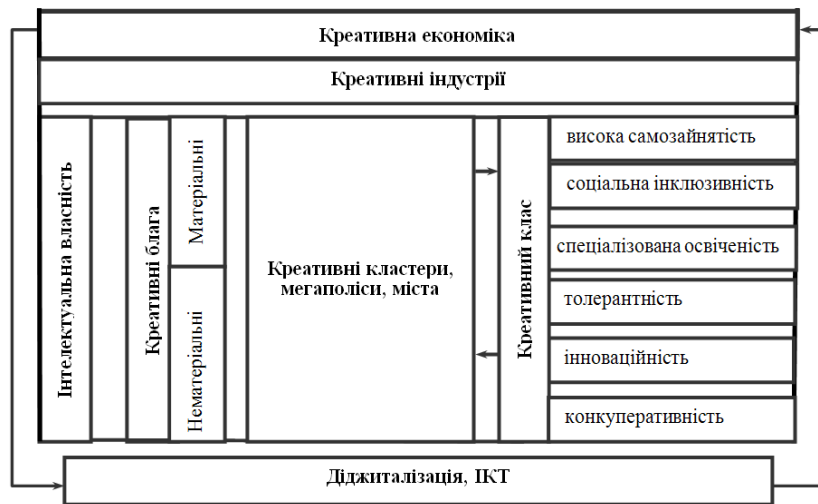 Креативна економіка
Креативні індустрії
Інтелектуальна власність
Креативні блага
Матеріальні
Нематеріальні
Креативні кластери,
мегаполіси, міста
Креативний клас
висока самозайнятість
соціальна інклюзивність
спеціалізована освіченість
толерантність
інноваційність
конкуперативність
Діджиталізація, ІКТ